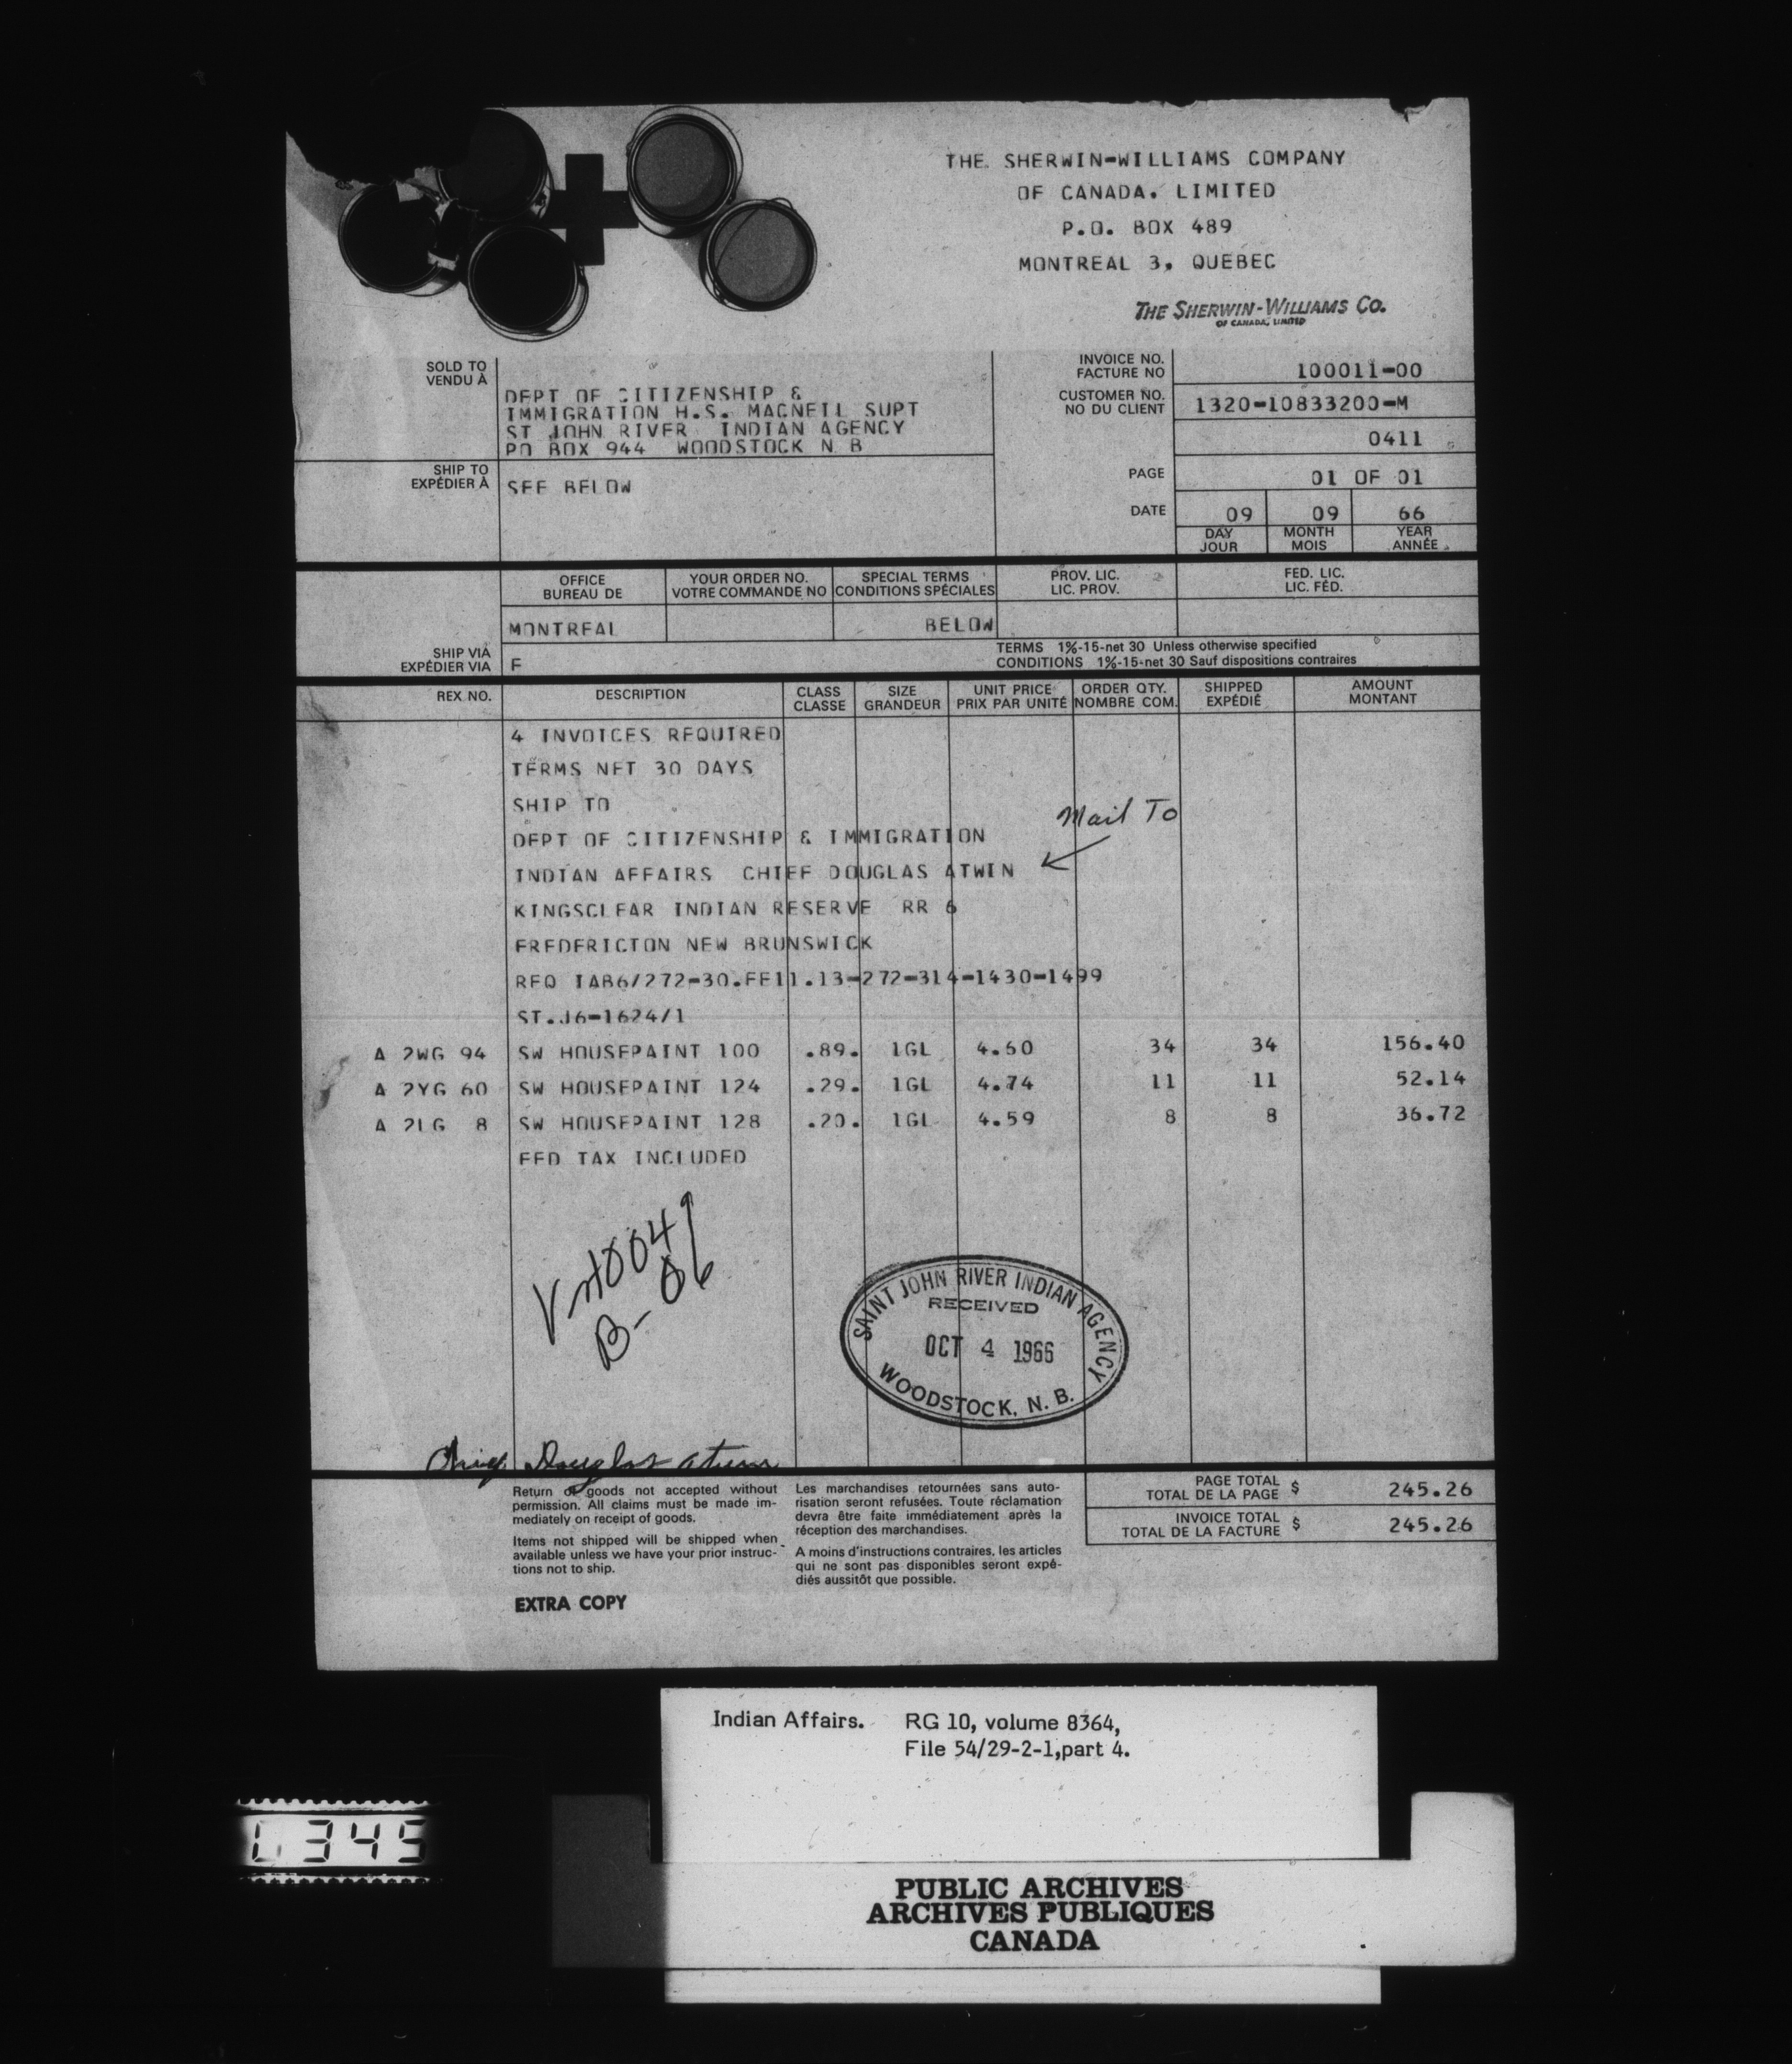 THE SHERWIN-WILLIAMS COMPANY
OF CANADA. LIMITED
P.O. BOX 489
MONTREAL 3, QUEBEC
THE SHERWIN-WILLIAMS CO.
OF CANADA, LIMITED
SOLD TO
VENDU À
DEPT OF CITIZENSHIP &
IMMIGRATION H.S. MACNEIL SUPT
ST JOHN RIVER INDIAN AGENCY
PO BOX 944 WOODSTOCK N B
INVOICE NO.
FACTURE NO
100011-00
CUSTOMER NO.
NO DU CLIENT
1320-10833200-M
0411
SHIP TO
EXPÉDIER À
SEE BELOW
PAGE
01 OF 01
DATE
09 09 66
DAY MONTH YEAR
JOUR MOIS ANNÉE
OFFICE YOUR ORDER NO. SPECIAL TERMS PROV. LIC. FED. LIC.
BUREAU DE VOTRE COMMANDE NO CONDITIONS SPÉCIALES LIC. PROV. LIC. FÉD.
MONTREAL BELOW
SHIP VIA
EXPÉDIER VIA
F
TERMS 1%-15-net 30 Unless otherwise specified
CONDITIONS 1%-15-net 30 Sauf dispositions contraires
REX NO. DESCRIPTION CLASS SIZE UNIT PRICE ORDER QTY. SHIPPED AMOUNT
CLASSE GRANDEUR PRIX PAR UNITÉ NOMBRE COM. EXPÉDIÉ MONTANT
4 INVOICES REQUIRED
TERMS NET 30 DAYS
SHIP TO
Mail To
DEPT OF CITIZENSHIP & IMMIGRATION
INDIAN AFFAIRS CHIEF DOUGLAS ATWIN
KINGSCLEAR INDIAN RESERVE RR 6
FREDERICTON NEW BRUNSWICK
REQ IA86/272-30.FE11.13-272-314-1430-1499
ST.J6-1624/1
A 2WG 94 SW HOUSEPAINT 100 .89. 1GL 4.60 34 34 156.40
A 2YG 60 SW HOUSEPAINT 124 .29. 1GL 4.74 11 11 52.14
A 2LG 8 SW HOUSEPAINT 128 .20. 1GL 4.59 8 8 36.72
FED TAX INCLUDED
B-06
SAINT JOHN RIVER INDIAN AGENCY
RECEIVED
OCT 4 1966
WOODSTOCK, N. B.
Chief Douglas Atwin
Return of goods not accepted without
permission. All claims must be made im-
mediately on receipt of goods.
Items not shipped will be shipped when
available unless we have your prior instruc-
tions not to ship.
EXTRA COPY
Les marchandises retournées sans auto-
risation seront refusées. Toute réclamation
devra être faite immédiatement après la
réception des marchandises.
A moins d'instructions contraires, les articles
qui ne sont pas disponibles seront expé-
diés aussitôt que possible.
PAGE TOTAL
TOTAL DE LA PAGE $ 245.26
INVOICE TOTAL
TOTAL DE LA FACTURE $ 245.26
Indian Affairs. RG 10, volume 8364,
File 54/29-2-1,part 4.
345
PUBLIC ARCHIVES
ARCHIVES PUBLIQUES
CANADA